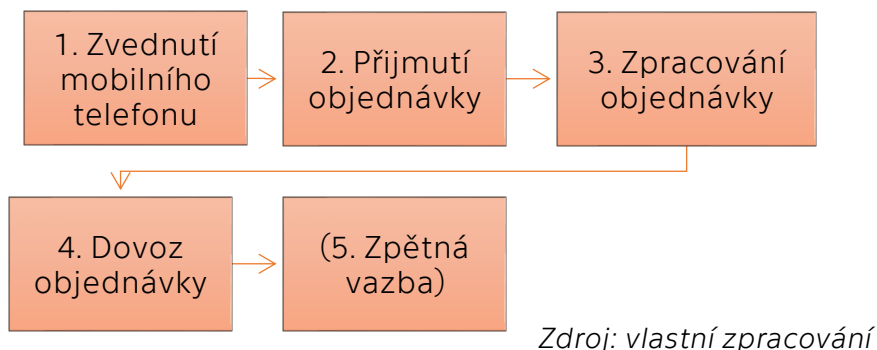 1. Zvednutí
mobilního
telefonu
2. Přijmutí
objednávky
3. Zpracování
objednávky
4. Dovoz
objednávky
(5. Zpětná
vazba)
Zdroj: vlastní zpracování